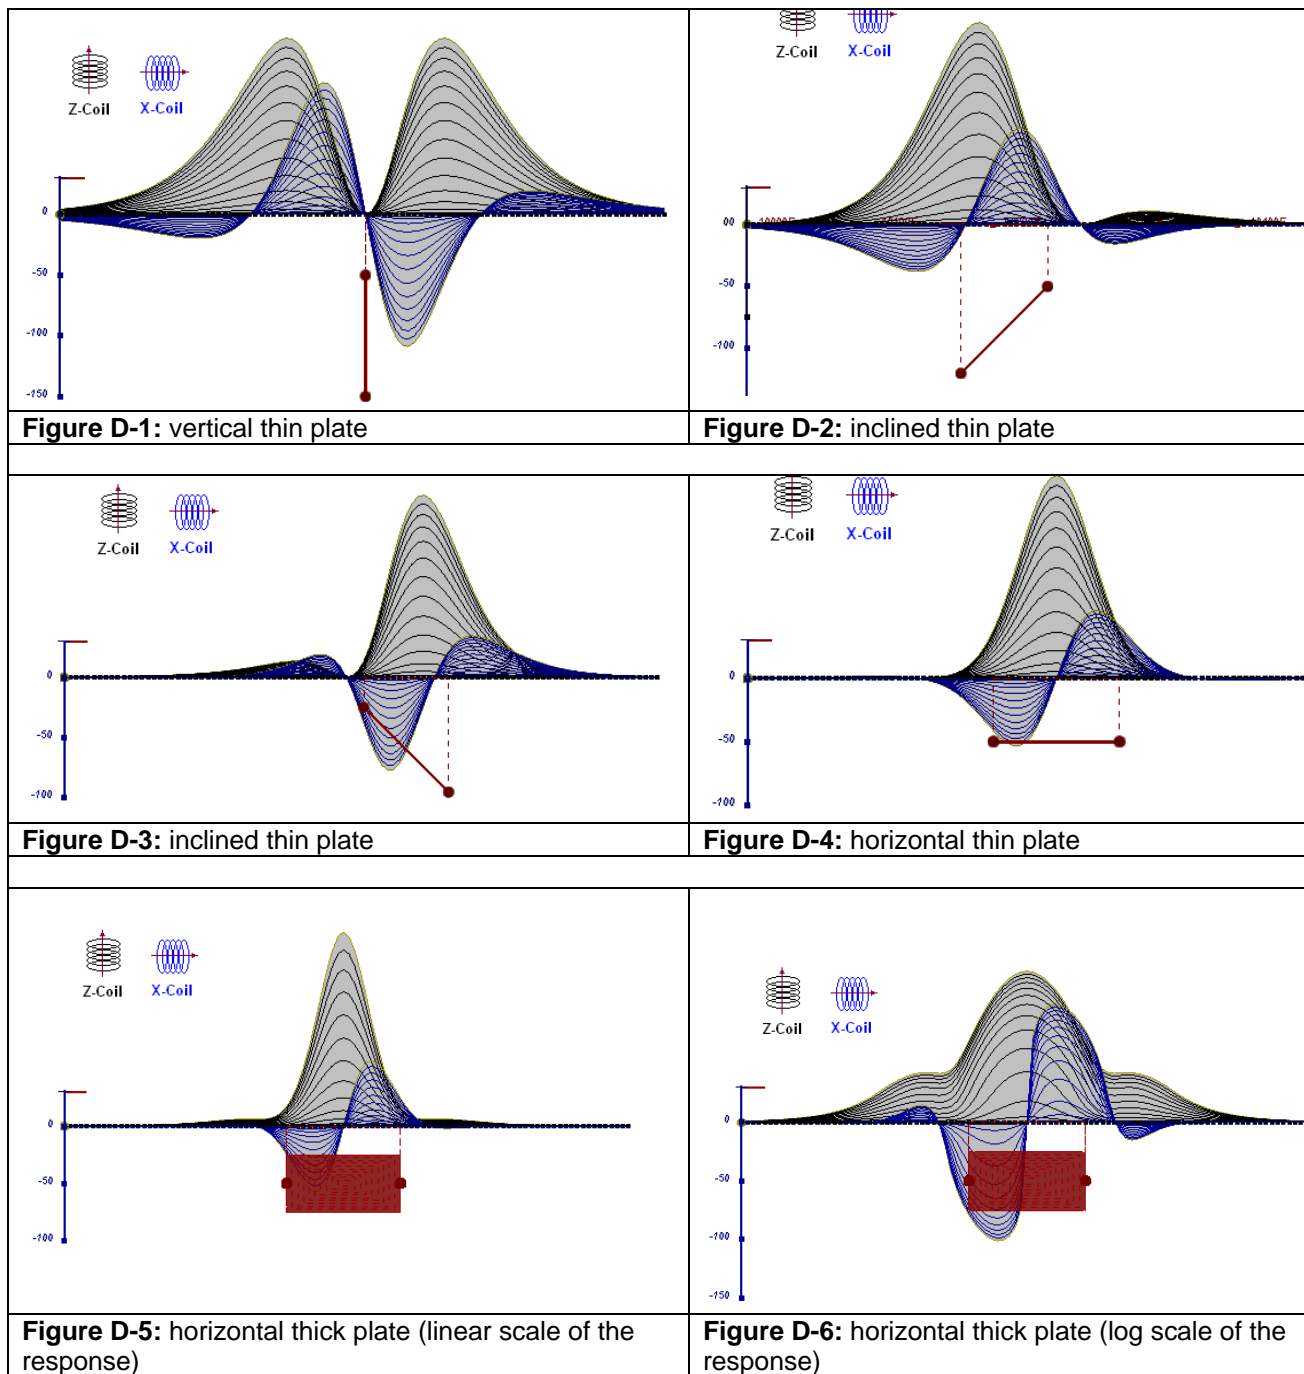 Z-Coil X-Coil
0
-50
-100
-150
Figure D-1: vertical thin plate
Z-Coil X-Coil
00
-50
-100
Figure D-2: inclined thin plate
Z-Coil X-Coil
0
-50
-100
Figure D-3: inclined thin plate
Z-Coil X-Coil
0
-50
-100
Figure D-4: horizontal thin plate
Z-Coil X-Coil
0
-50
-100
Figure D-5: horizontal thick plate (linear scale of the
response)
Z-Coil X-Coil
0
-50
-100
-150
Figure D-6: horizontal thick plate (log scale of the
response)